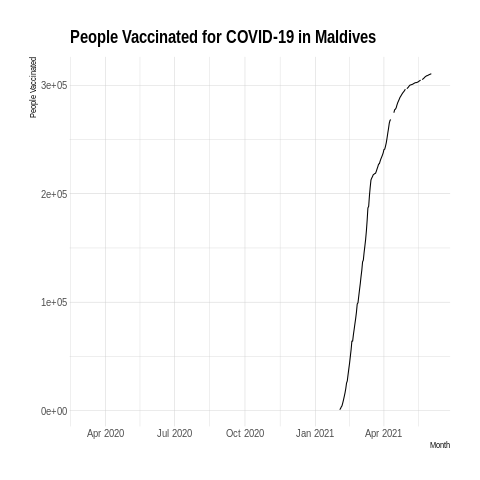 People Vaccinated for COVID-19 in Maldives
People Vaccinated
3e+05
2e+05
1e+05
0e+00
Apr 2020 Jul 2020 Oct 2020 Jan 2021 Apr 2021
Month